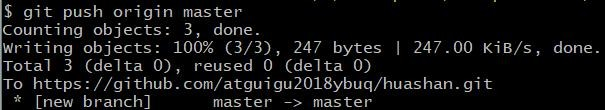 $ git push origin master
Counting objects: 3, done.
Writing objects: 100% (3/3), 247 bytes | 247.00 KiB/s, done.
Total 3 (delta 0), reused 0 (delta 0)
To https://github.com/atguigu2018ybuq/huashan.git
 * [new branch]      master -> master